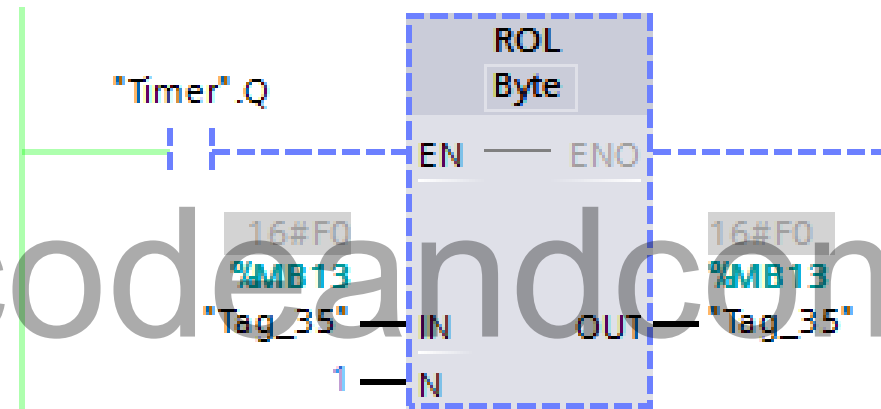 ROL
Byte
"Timer".Q
EN
ENO
16#F0
%MB13
"Tag_35"
IN
1
N
16#F0
%MB13
"Tag_35"
OUT
codeandcon